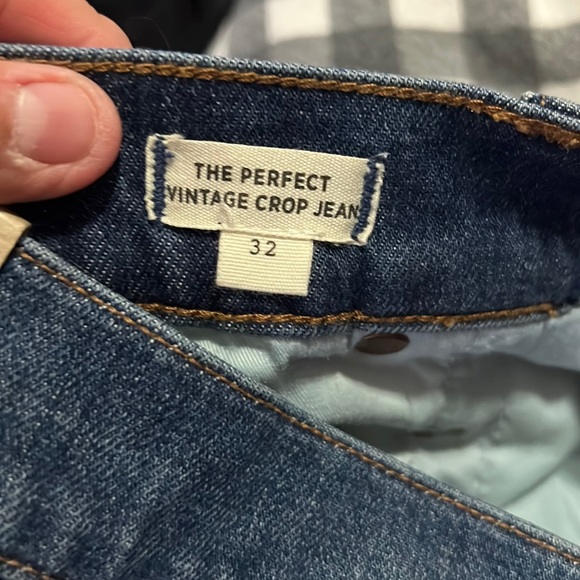 THE PERFECT
VINTAGE CROP JEAN
32